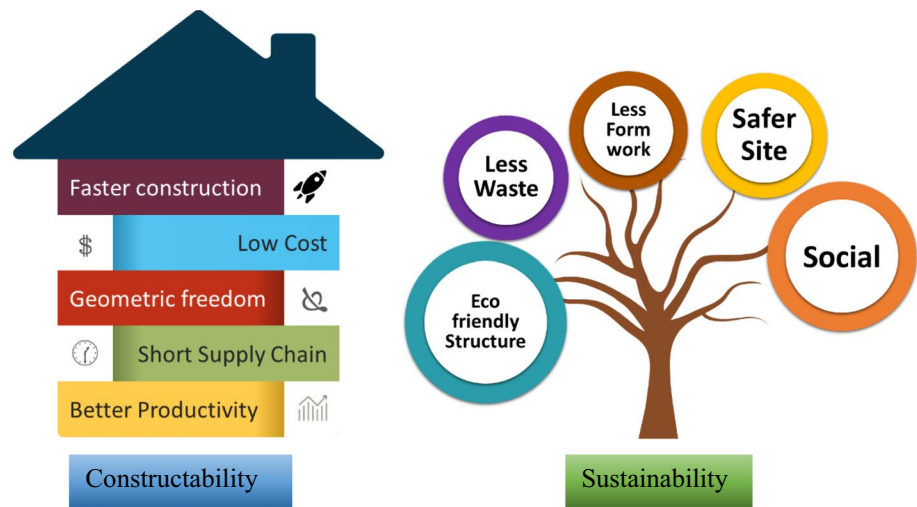 Faster construction
$
Low Cost
Geometric freedom
Short Supply Chain
Better Productivity
Constructability
Less
Waste
Less
Form
work
Safer
Site
Eco
friendly
Structure
Social
Sustainability